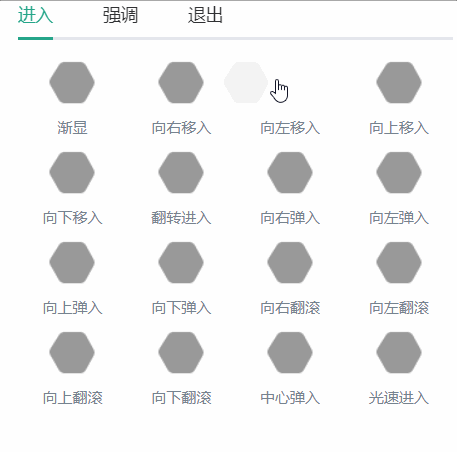 进入 强调 退出
渐显 向右移入 向左移入 向上移入
向下移入 翻转进入 向右弹入 向左弹入
向上弹入 向下弹入 向右翻滚 向左翻滚
向上翻滚 向下翻滚 中心弹入 光速进入